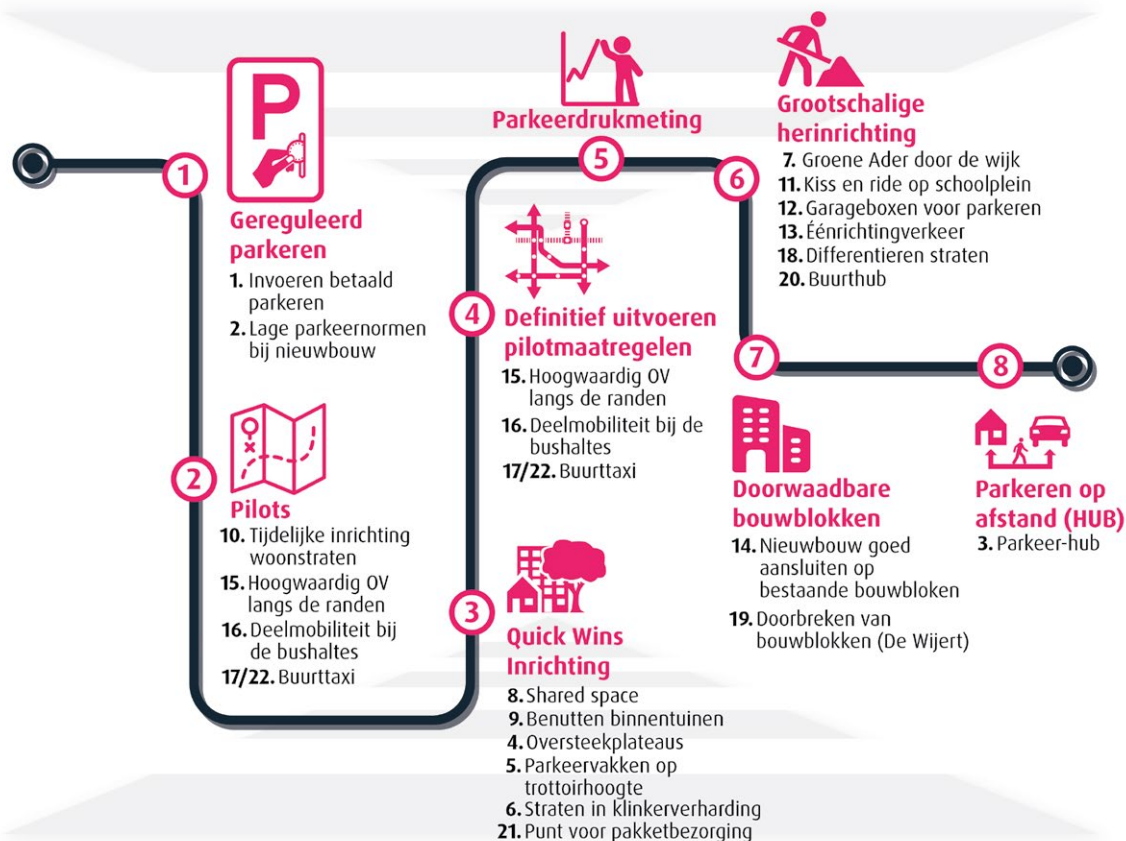 P
1
Gereguleerd
parkeren
1. Invoeren betaald
parkeren
2. Lage parkeernormen
bij nieuwbouw
2
Pilots
10. Tijdelijke inrichting
woonstraten
15. Hoogwaardig OV
langs de randen
16. Deelmobiliteit bij
de bushaltes
17/22. Buurttaxi
3
Quick Wins
Inrichting
8. Shared space
9. Benutten binnentuinen
4. Oversteekplateaus
5. Parkeervakken op
trottoirhoogte
6. Straten in klinkerverharding
21. Punt voor pakketbezorging
4
Definitief uitvoeren
pilotmaatregelen
15. Hoogwaardig OV
langs de randen
16. Deelmobiliteit bij de
bushaltes
17/22. Buurttaxi
Parkeerdrukmeting
5
6
Grootschalige
herinrichting
7. Groene Ader door de wijk
11. Kiss en ride op schoolplein
12. Garageboxen voor parkeren
13. Éénrichtingverkeer
18. Differentieren straten
20. Buurthub
7
Doorwaadbare
bouwblokken
14. Nieuwbouw goed
aansluiten op
bestaande bouwbloken
19. Doorbreken van
bouwblokken (De Wijert)
8
Parkeren op
afstand (HUB)
3. Parkeer-hub